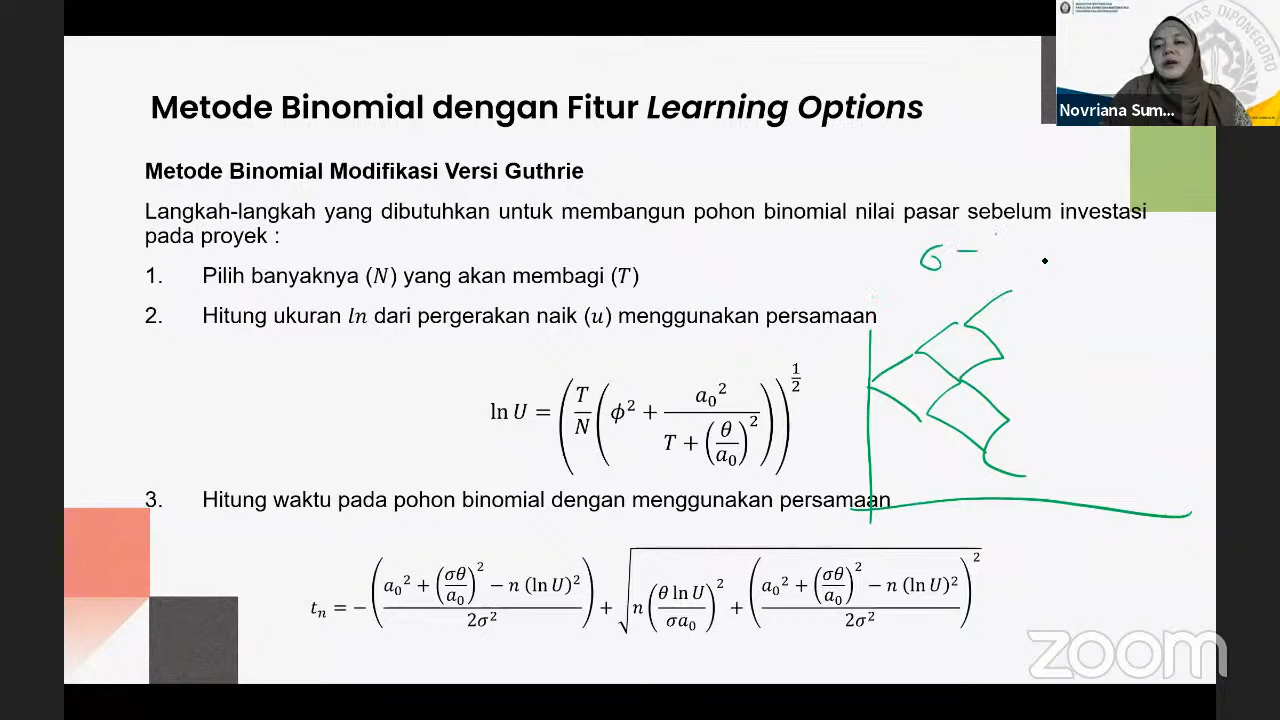 TAS DIPONEGORO
Novriana Sum...
Metode Binomial dengan Fitur Learning Options
Metode Binomial Modifikasi Versi Guthrie
Langkah-langkah yang dibutuhkan untuk membangun pohon binomial nilai pasar sebelum investasi
pada proyek :
1. Pilih banyaknya (N) yang akan membagi (T)
2. Hitung ukuran ln dari pergerakan naik (u) menggunakan persamaan
ln U = (T/N (ϕ² + a₀²/(T + (θ/a₀)²)))^(1/2)
3. Hitung waktu pada pohon binomial dengan menggunakan persamaan
tₙ = −((a₀² + (σθ/a₀)² − n (ln U)²)/(2σ²)) + √(n (θ ln U/(σa₀))² + ((a₀² + (σθ/a₀)² − n (ln U)²)/(2σ²))²)
σ −
zoom